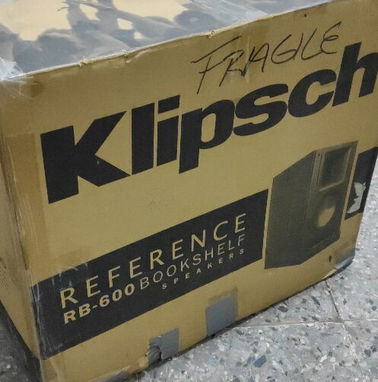 FRAGILE
Klipsch
REFERENCE
RB-600 BOOKSHELF
SPEAKERS